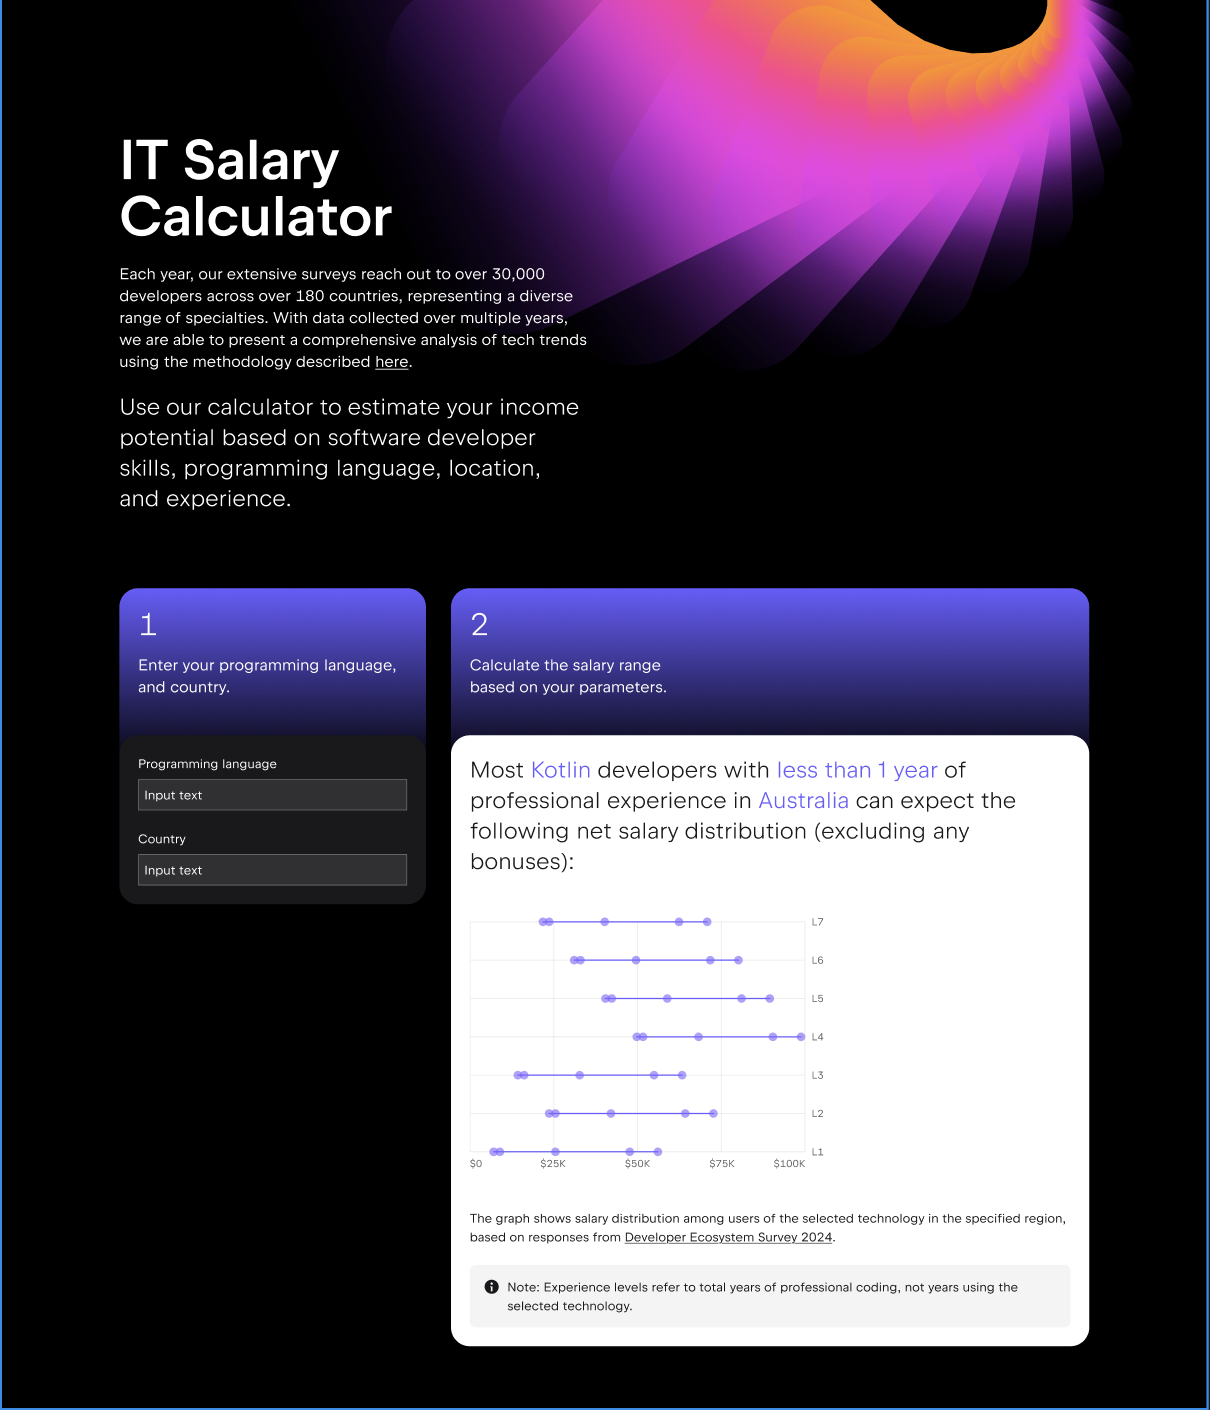 IT Salary
Calculator
Each year, our extensive surveys reach out to over 30,000
developers across over 180 countries, representing a diverse
range of specialties. With data collected over multiple years,
we are able to present a comprehensive analysis of tech trends
using the methodology described here.
Use our calculator to estimate your income
potential based on software developer
skills, programming language, location,
and experience.
1
Enter your programming language,
and country.
Programming language
Input text
Country
Input text
2
Calculate the salary range
based on your parameters.
Most Kotlin developers with less than 1 year of
professional experience in Australia can expect the
following net salary distribution (excluding any
bonuses):
L7
L6
L5
L4
L3
L2
L1
$0 $25K $50K $75K $100K
The graph shows salary distribution among users of the selected technology in the specified region,
based on responses from Developer Ecosystem Survey 2024.
Note: Experience levels refer to total years of professional coding, not years using the
selected technology.